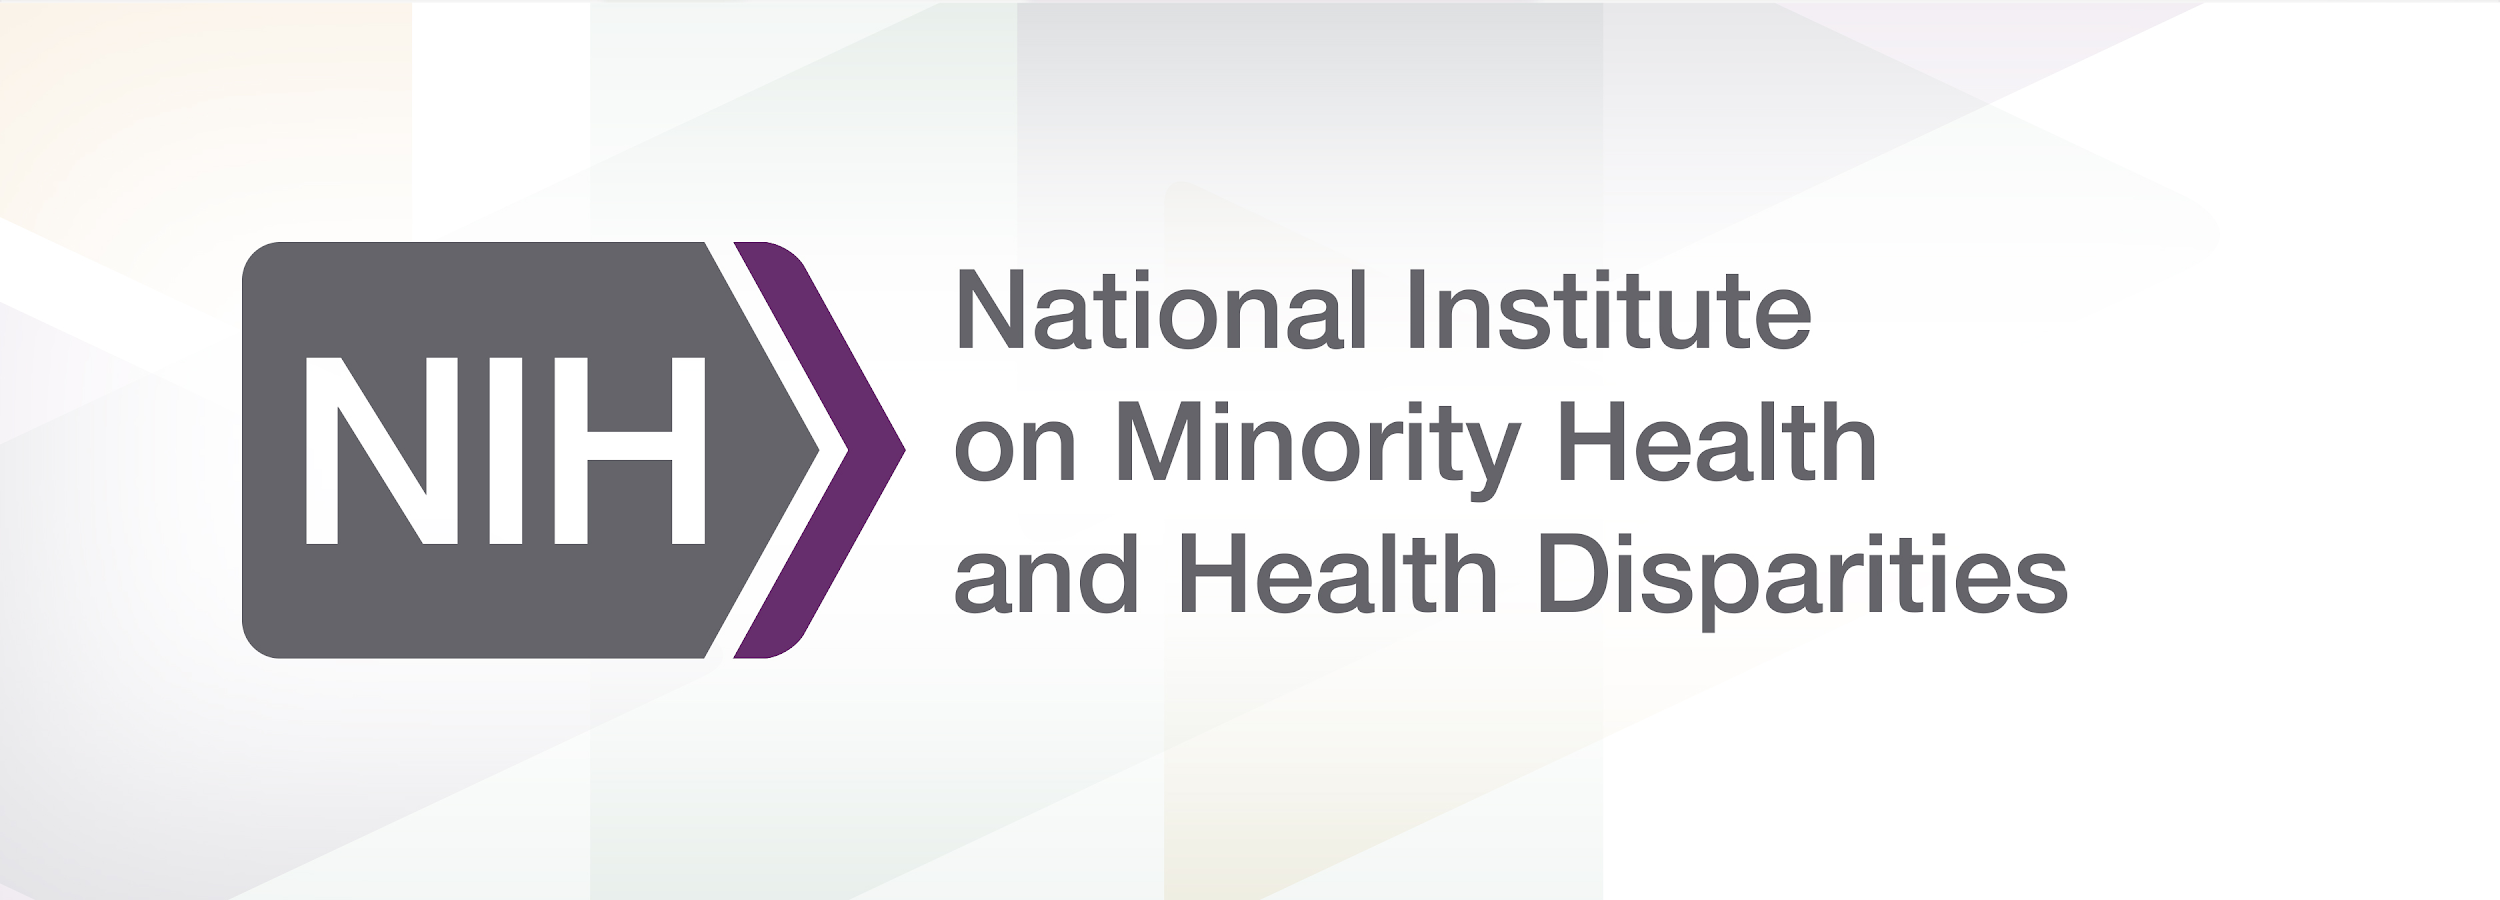 NIH
National Institute
on Minority Health
and Health Disparities